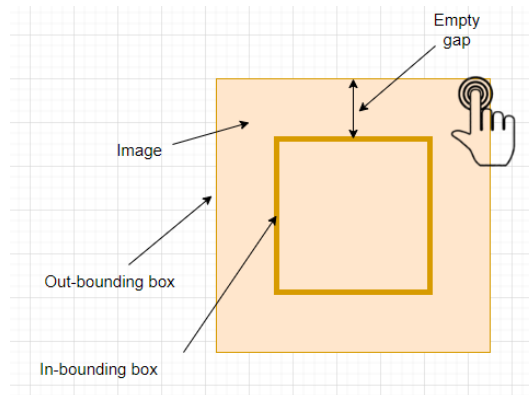 Empty
gap
Image
Out-bounding box
In-bounding box